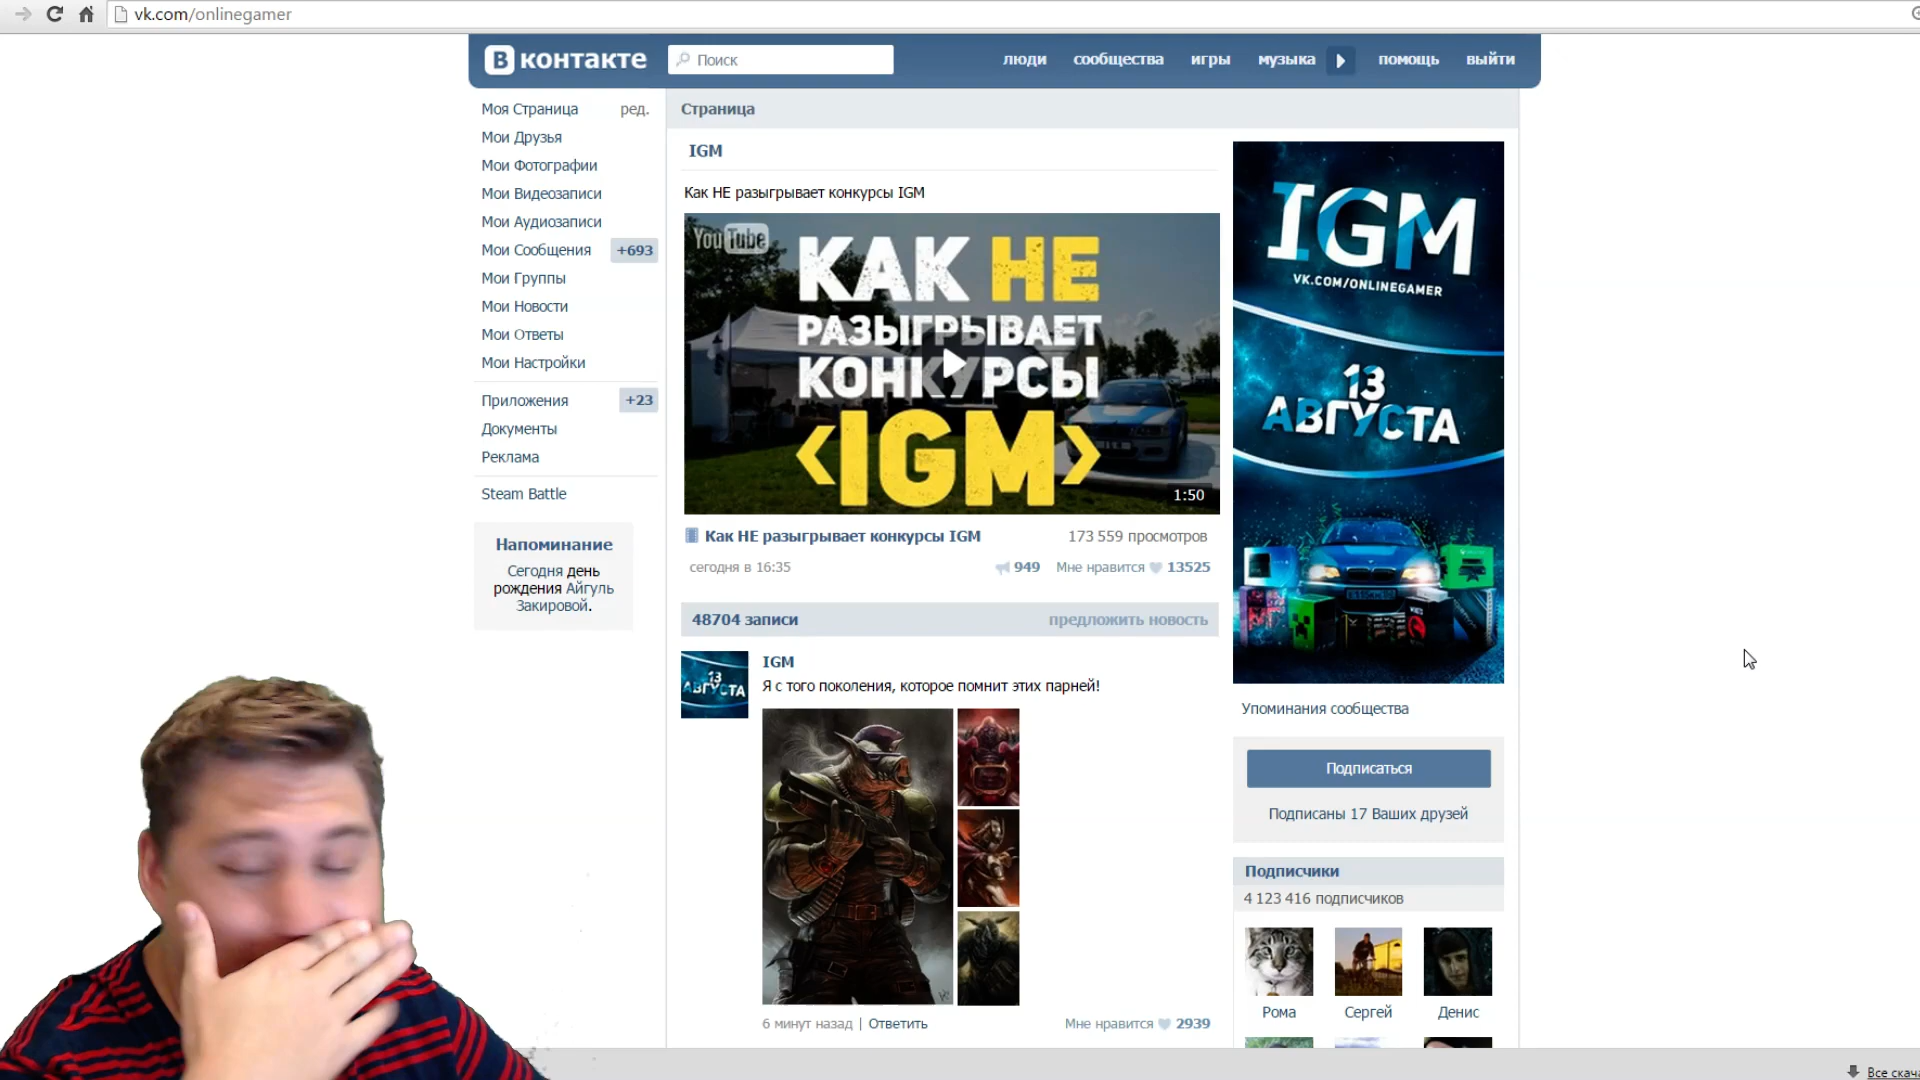 vk.com/onlinegamer
В контакте
Поиск
люди сообщества игры музыка помощь выйти
Моя Страница ред.
Мои Друзья
Мои Фотографии
Мои Видеозаписи
Мои Аудиозаписи
Мои Сообщения +693
Мои Группы
Мои Новости
Мои Ответы
Мои Настройки
Приложения +23
Документы
Реклама
Steam Battle
Напоминание
Сегодня день
рождения Айгуль
Закировой.
Страница
IGM
Как НЕ разыгрывает конкурсы IGM
YouTube
КАК НЕ
РАЗЫГРЫВАЕТ
КОНКУРСЫ
<IGM>
1:50
Как НЕ разыгрывает конкурсы IGM 173 559 просмотров
сегодня в 16:35 949 Мне нравится 13525
48704 записи предложить новость
13
АВГУСТА
IGM
Я с того поколения, которое помнит этих парней!
6 минут назад | Ответить Мне нравится 2939
IGM
VK.COM/ONLINEGAMER
13
АВГУСТА
Упоминания сообщества
Подписаться
Подписаны 17 Ваших друзей
Подписчики
4 123 416 подписчиков
Рома Сергей Денис
Все